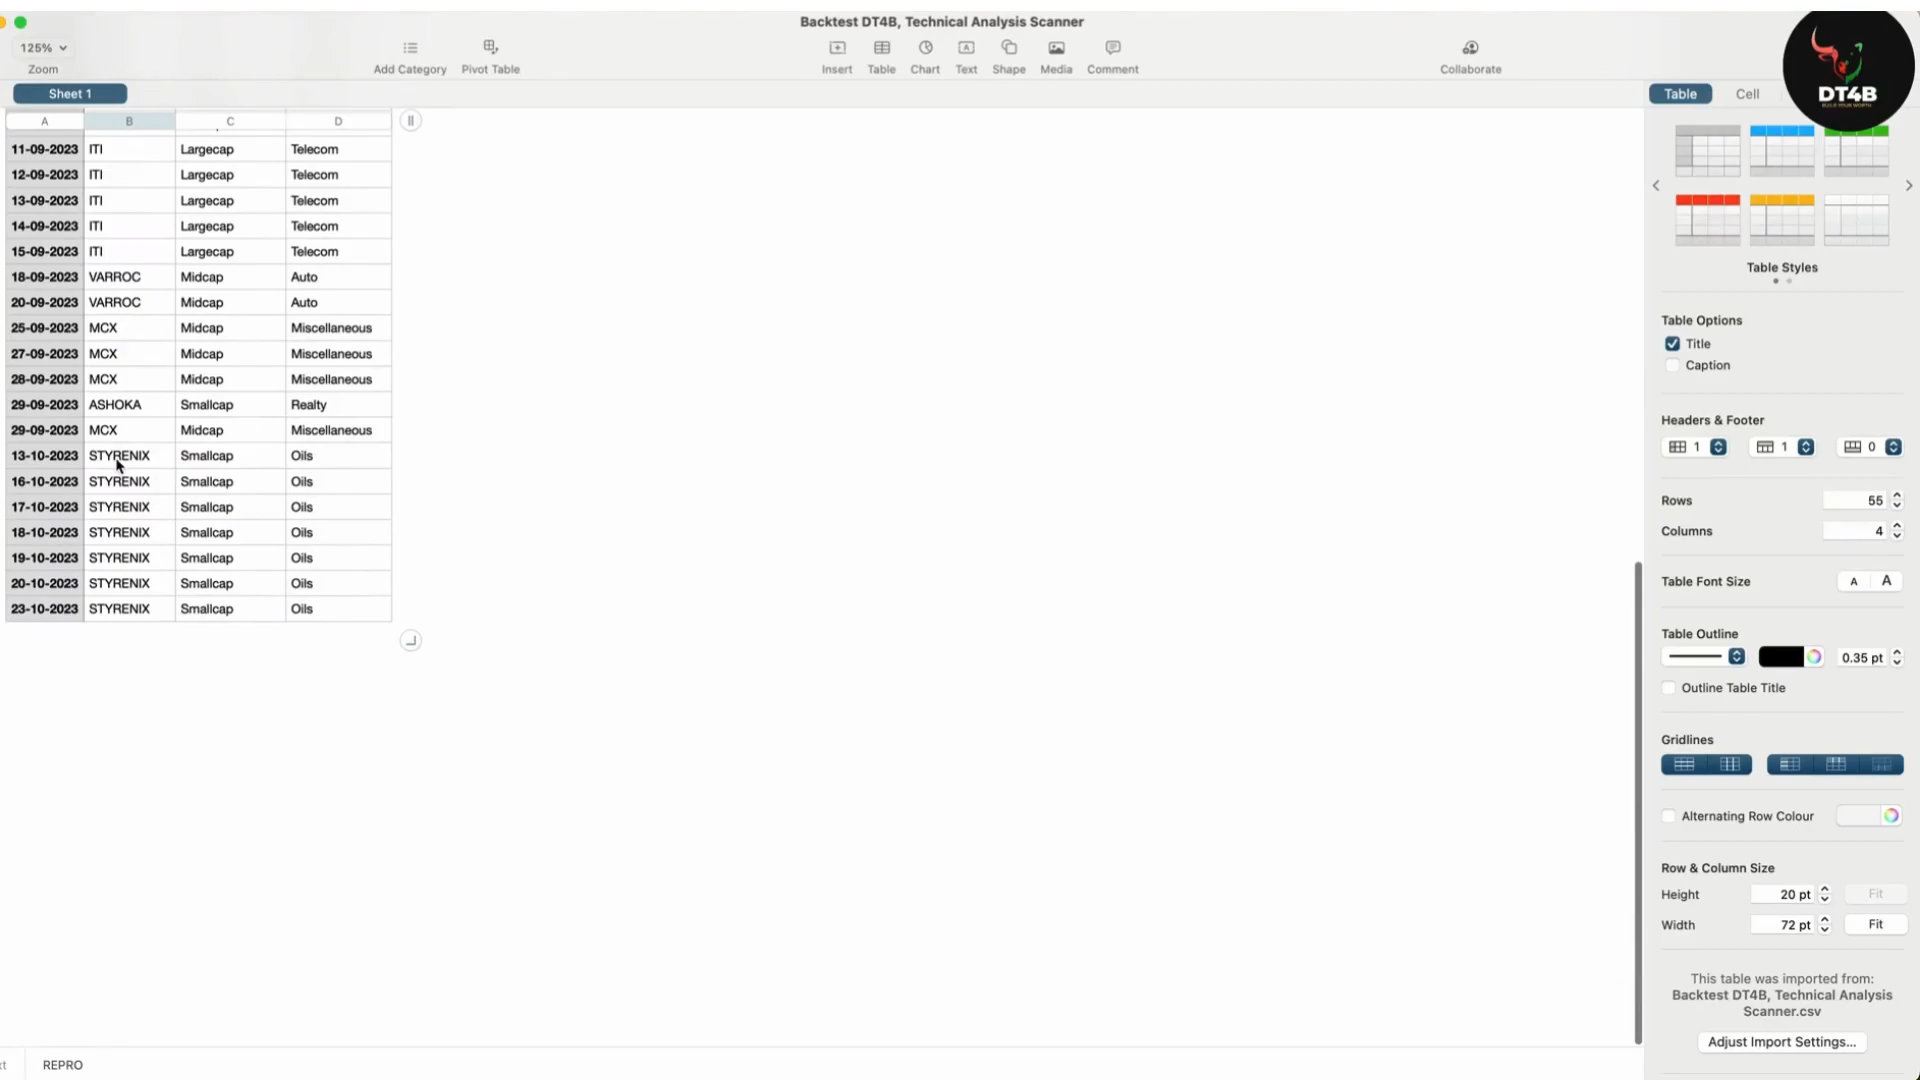 Backtest DT4B, Technical Analysis Scanner
125%
Zoom
Add Category
Pivot Table
Insert
Table
Chart
Text
Shape
Media
Comment
Collaborate
DT4B
BUILD YOUR WORTH
Sheet 1
Table
Cell
A B C D
11-09-2023 ITI Largecap Telecom
12-09-2023 ITI Largecap Telecom
13-09-2023 ITI Largecap Telecom
14-09-2023 ITI Largecap Telecom
15-09-2023 ITI Largecap Telecom
18-09-2023 VARROC Midcap Auto
20-09-2023 VARROC Midcap Auto
25-09-2023 MCX Midcap Miscellaneous
27-09-2023 MCX Midcap Miscellaneous
28-09-2023 MCX Midcap Miscellaneous
29-09-2023 ASHOKA Smallcap Realty
29-09-2023 MCX Midcap Miscellaneous
13-10-2023 STYRENIX Smallcap Oils
16-10-2023 STYRENIX Smallcap Oils
17-10-2023 STYRENIX Smallcap Oils
18-10-2023 STYRENIX Smallcap Oils
19-10-2023 STYRENIX Smallcap Oils
20-10-2023 STYRENIX Smallcap Oils
23-10-2023 STYRENIX Smallcap Oils
Table Styles
Table Options
Title
Caption
Headers & Footer
1 1 0
Rows 55
Columns 4
Table Font Size A A
Table Outline
0.35 pt
Outline Table Title
Gridlines
Alternating Row Colour
Row & Column Size
Height 20 pt Fit
Width 72 pt Fit
This table was imported from:
Backtest DT4B, Technical Analysis
Scanner.csv
Adjust Import Settings...
REPRO